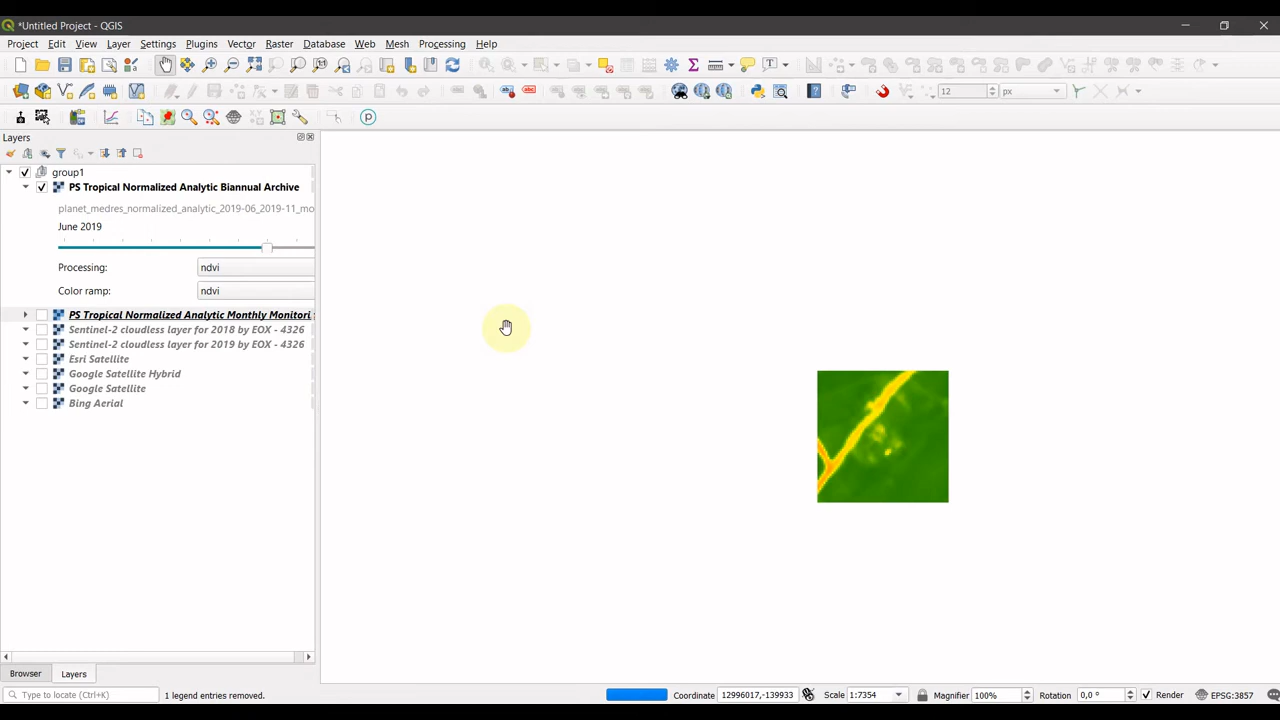 *Untitled Project - QGIS
Project Edit View Layer Settings Plugins Vector Raster Database Web Mesh Processing Help
12 px
Layers
group1
PS Tropical Normalized Analytic Biannual Archive
planet_medres_normalized_analytic_2019-06_2019-11_mo
June 2019
Processing: ndvi
Color ramp: ndvi
PS Tropical Normalized Analytic Monthly Monitori
Sentinel-2 cloudless layer for 2018 by EOX - 4326
Sentinel-2 cloudless layer for 2019 by EOX - 4326
Esri Satellite
Google Satellite Hybrid
Google Satellite
Bing Aerial
Browser Layers
Type to locate (Ctrl+K) 1 legend entries removed. Coordinate 12996017,-139933 Scale 1:7354 Magnifier 100% Rotation 0,0 ° Render EPSG:3857